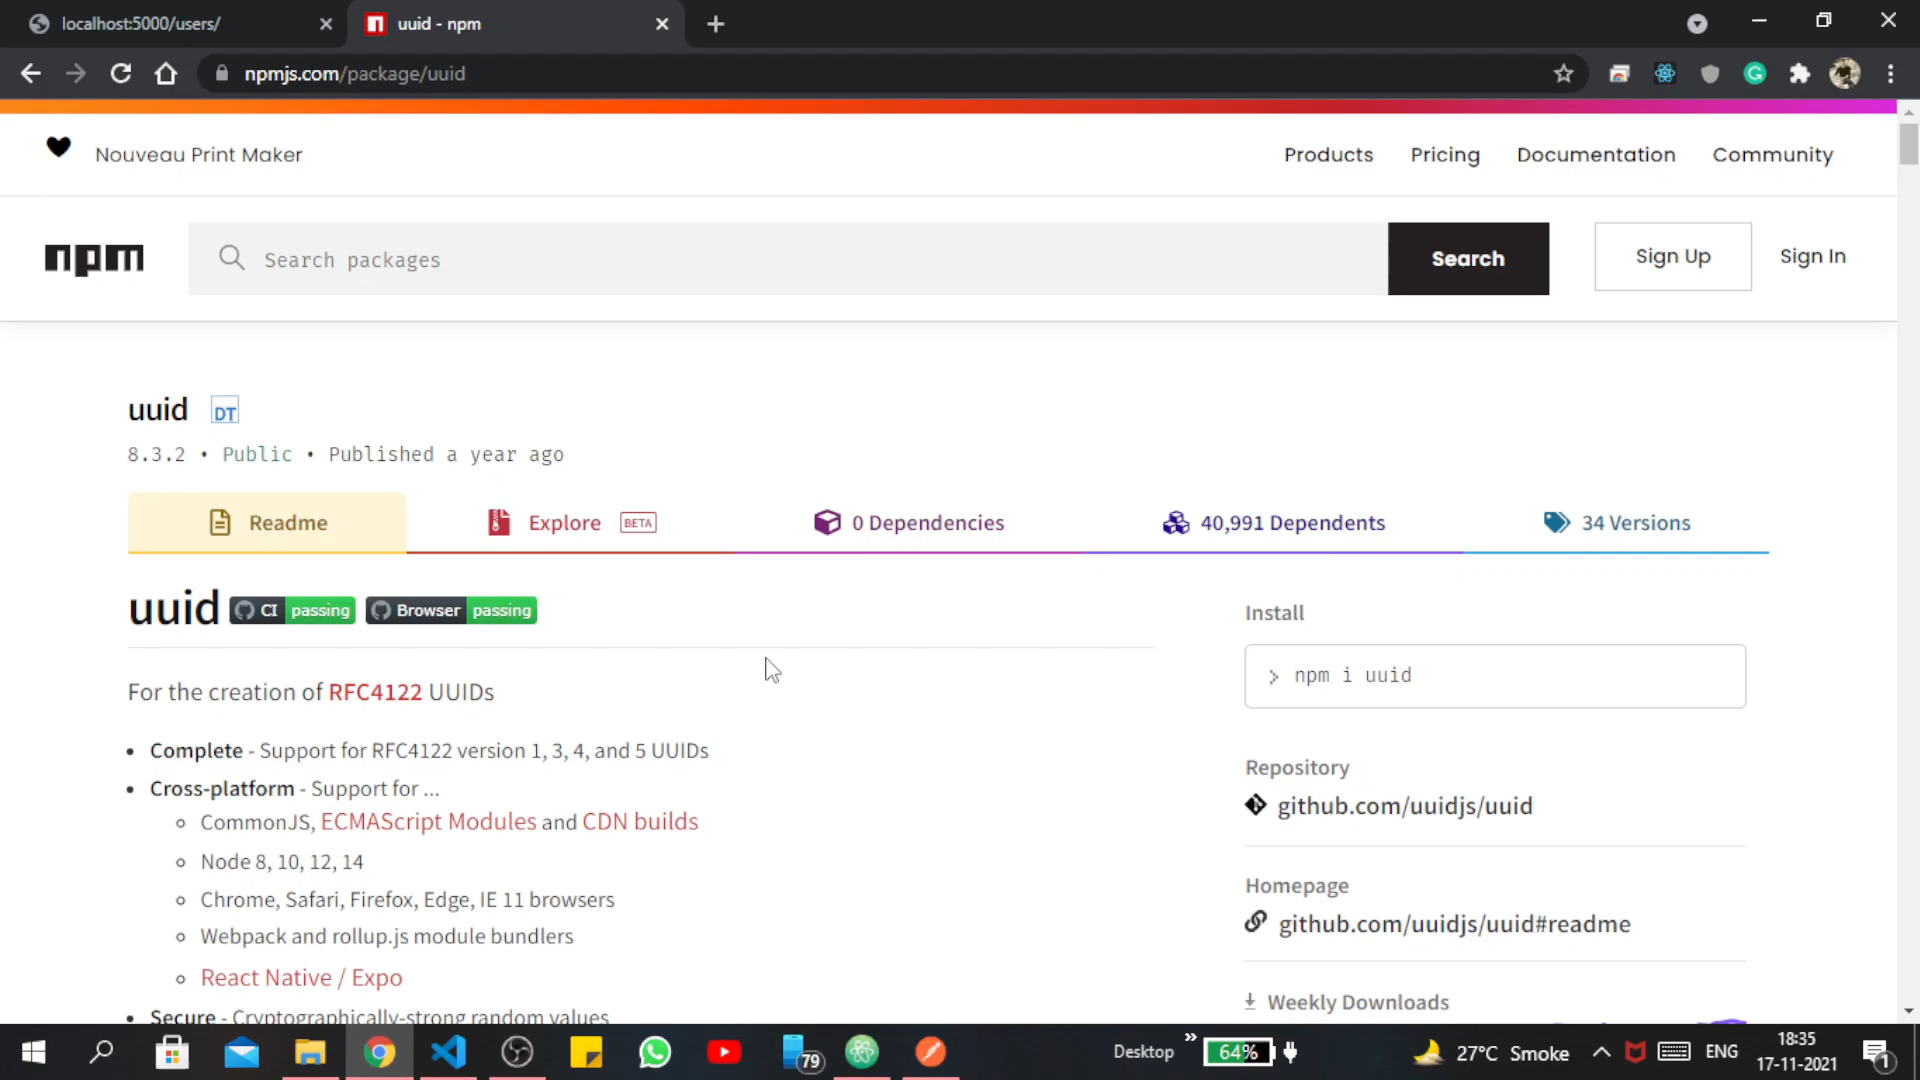 localhost:5000/users/
uuid - npm
npmjs.com/package/uuid
Nouveau Print Maker
Products
Pricing
Documentation
Community
npm
Search packages
Search
Sign Up
Sign In
uuid DT
8.3.2 • Public • Published a year ago
Readme
Explore BETA
0 Dependencies
40,991 Dependents
34 Versions
uuid CI passing Browser passing
For the creation of RFC4122 UUIDs
• Complete - Support for RFC4122 version 1, 3, 4, and 5 UUIDs
• Cross-platform - Support for ...
CommonJS, ECMAScript Modules and CDN builds
Node 8, 10, 12, 14
Chrome, Safari, Firefox, Edge, IE 11 browsers
Webpack and rollup.js module bundlers
React Native / Expo
• Secure - Cryptographically-strong random values
Install
> npm i uuid
Repository
github.com/uuidjs/uuid
Homepage
github.com/uuidjs/uuid#readme
Weekly Downloads
79
Desktop
64%
27°C Smoke
ENG
18:35
17-11-2021
1